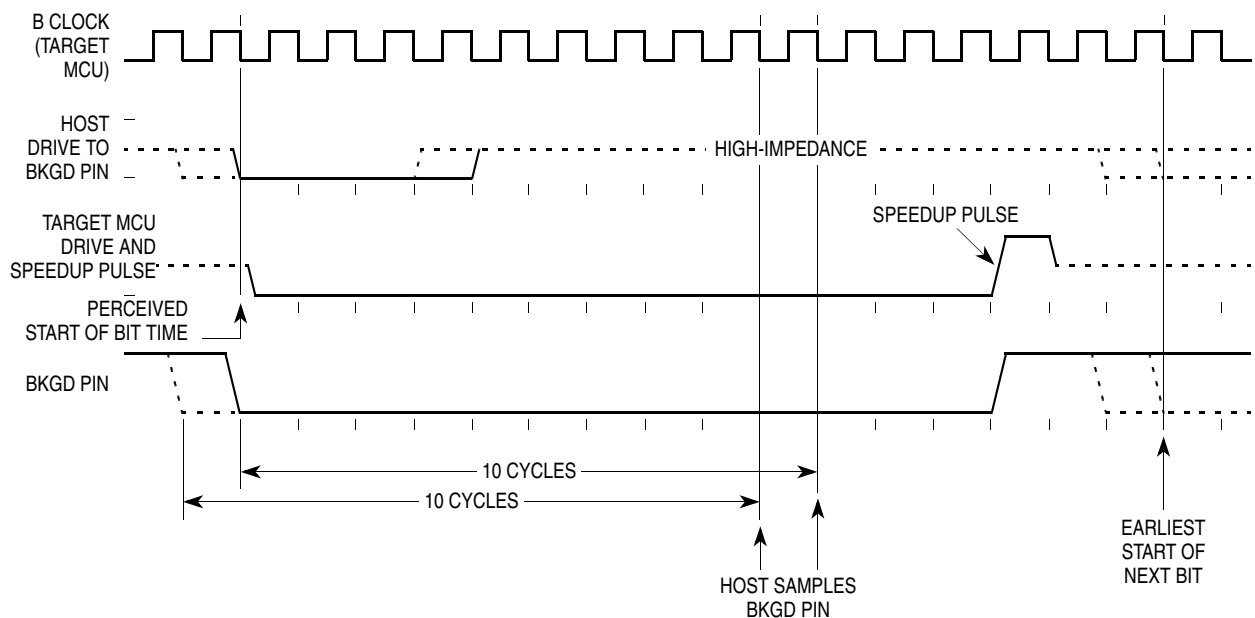 B CLOCK
(TARGET
MCU)
HOST
DRIVE TO
BKGD PIN
HIGH-IMPEDANCE
TARGET MCU
DRIVE AND
SPEEDUP PULSE
SPEEDUP PULSE
PERCEIVED
START OF BIT TIME
BKGD PIN
10 CYCLES
10 CYCLES
HOST SAMPLES
BKGD PIN
EARLIEST
START OF
NEXT BIT